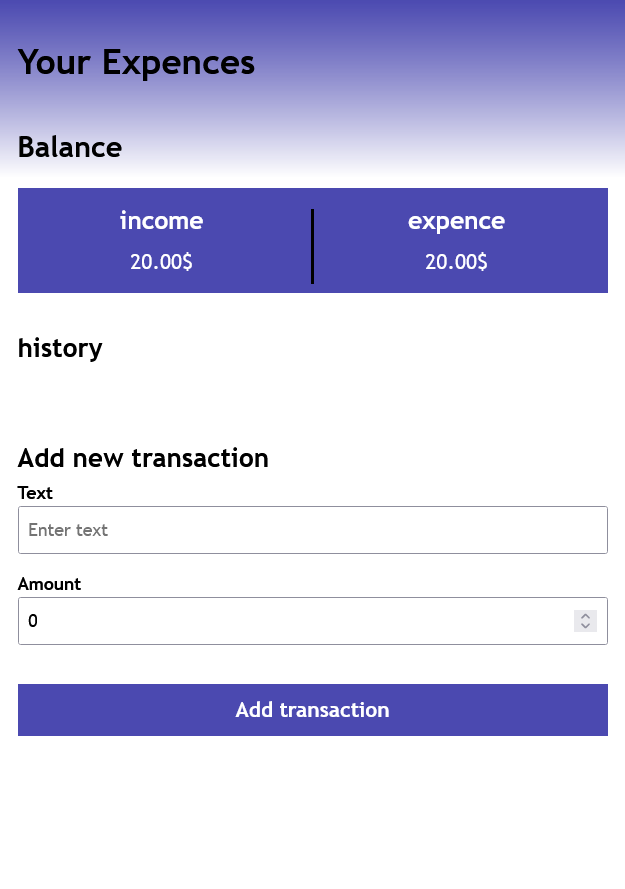 Your Expences
Balance
income expence
20.00$ 20.00$
history
Add new transaction
Text
Enter text
Amount
0
Add transaction